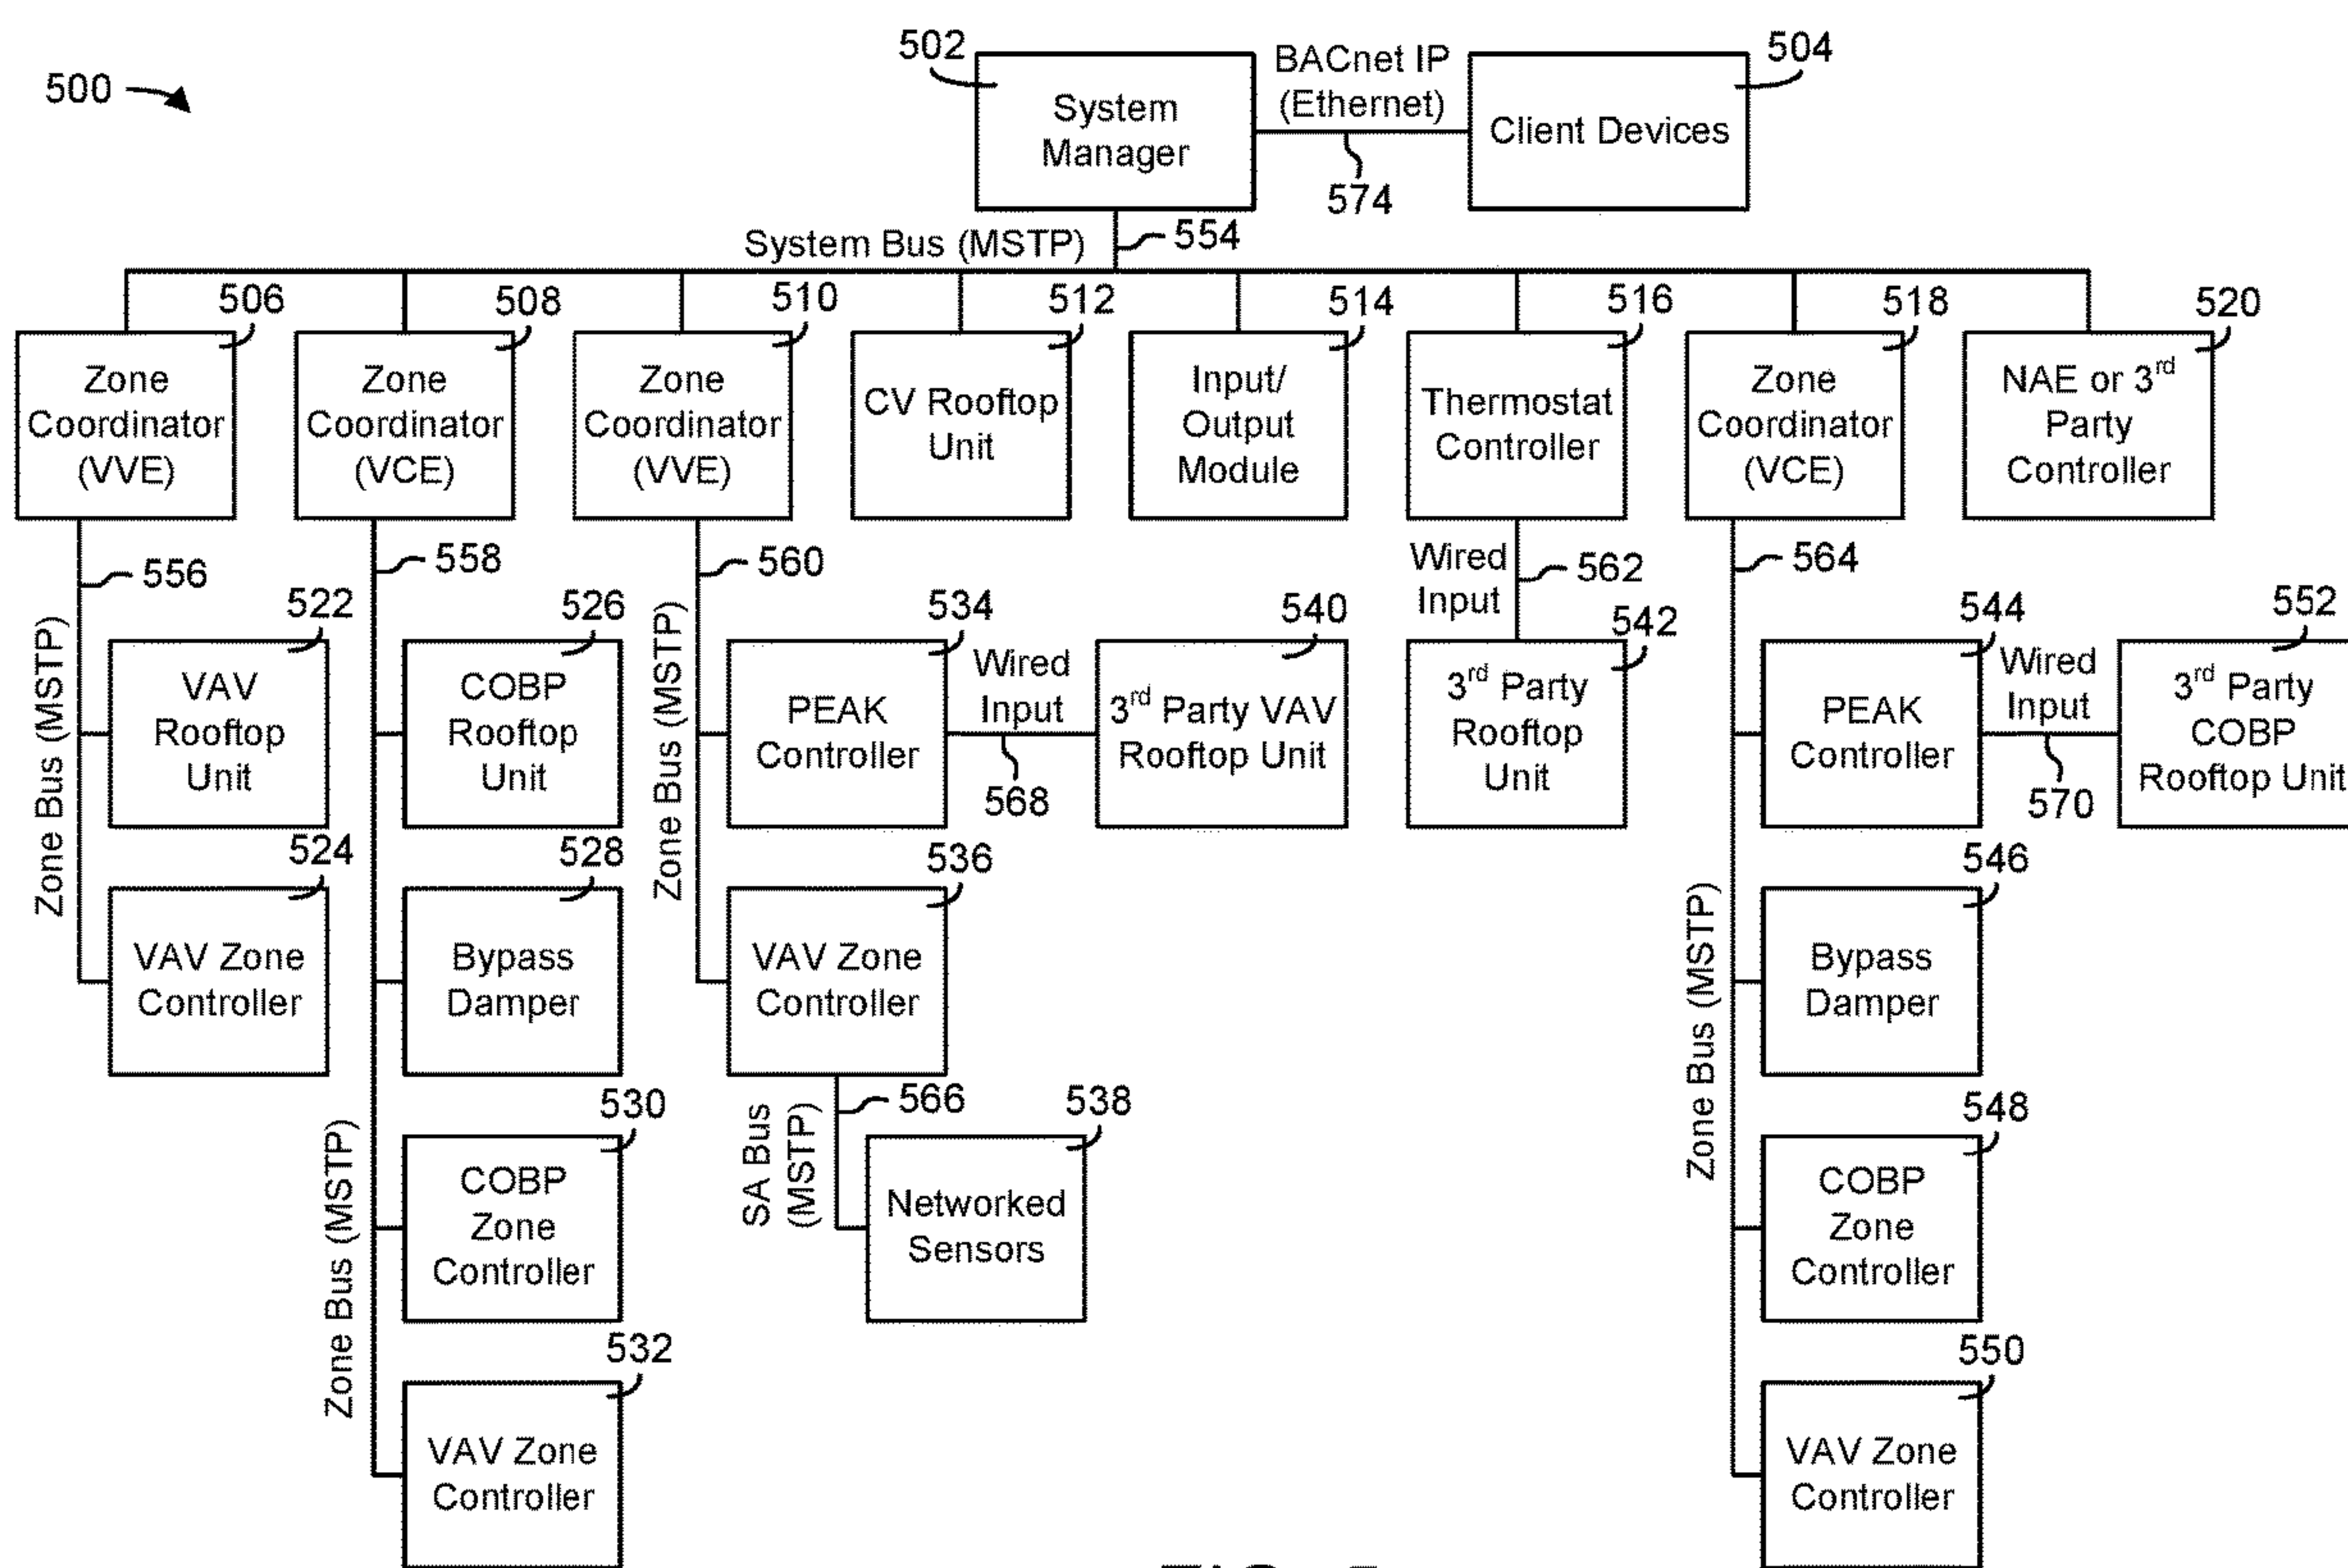 500
502
System
Manager
BACnet IP
(Ethernet)
574
504
Client Devices
System Bus (MSTP)
554
506
Zone
Coordinator
(VVE)
508
Zone
Coordinator
(VCE)
510
Zone
Coordinator
(VVE)
512
CV Rooftop
Unit
514
Input/
Output
Module
516
Thermostat
Controller
518
Zone
Coordinator
(VCE)
520
NAE or 3rd
Party
Controller
556
Zone Bus (MSTP)
522
VAV
Rooftop
Unit
524
VAV Zone
Controller
558
Zone Bus (MSTP)
526
COBP
Rooftop
Unit
528
Bypass
Damper
530
COBP
Zone
Controller
532
VAV Zone
Controller
560
Zone Bus (MSTP)
534
PEAK
Controller
Wired
Input
568
540
3rd Party VAV
Rooftop Unit
536
VAV Zone
Controller
566
SA Bus
(MSTP)
538
Networked
Sensors
Wired
Input
562
542
3rd Party
Rooftop
Unit
564
Zone Bus (MSTP)
544
PEAK
Controller
Wired
Input
570
552
3rd Party
COBP
Rooftop Unit
546
Bypass
Damper
548
COBP
Zone
Controller
550
VAV Zone
Controller